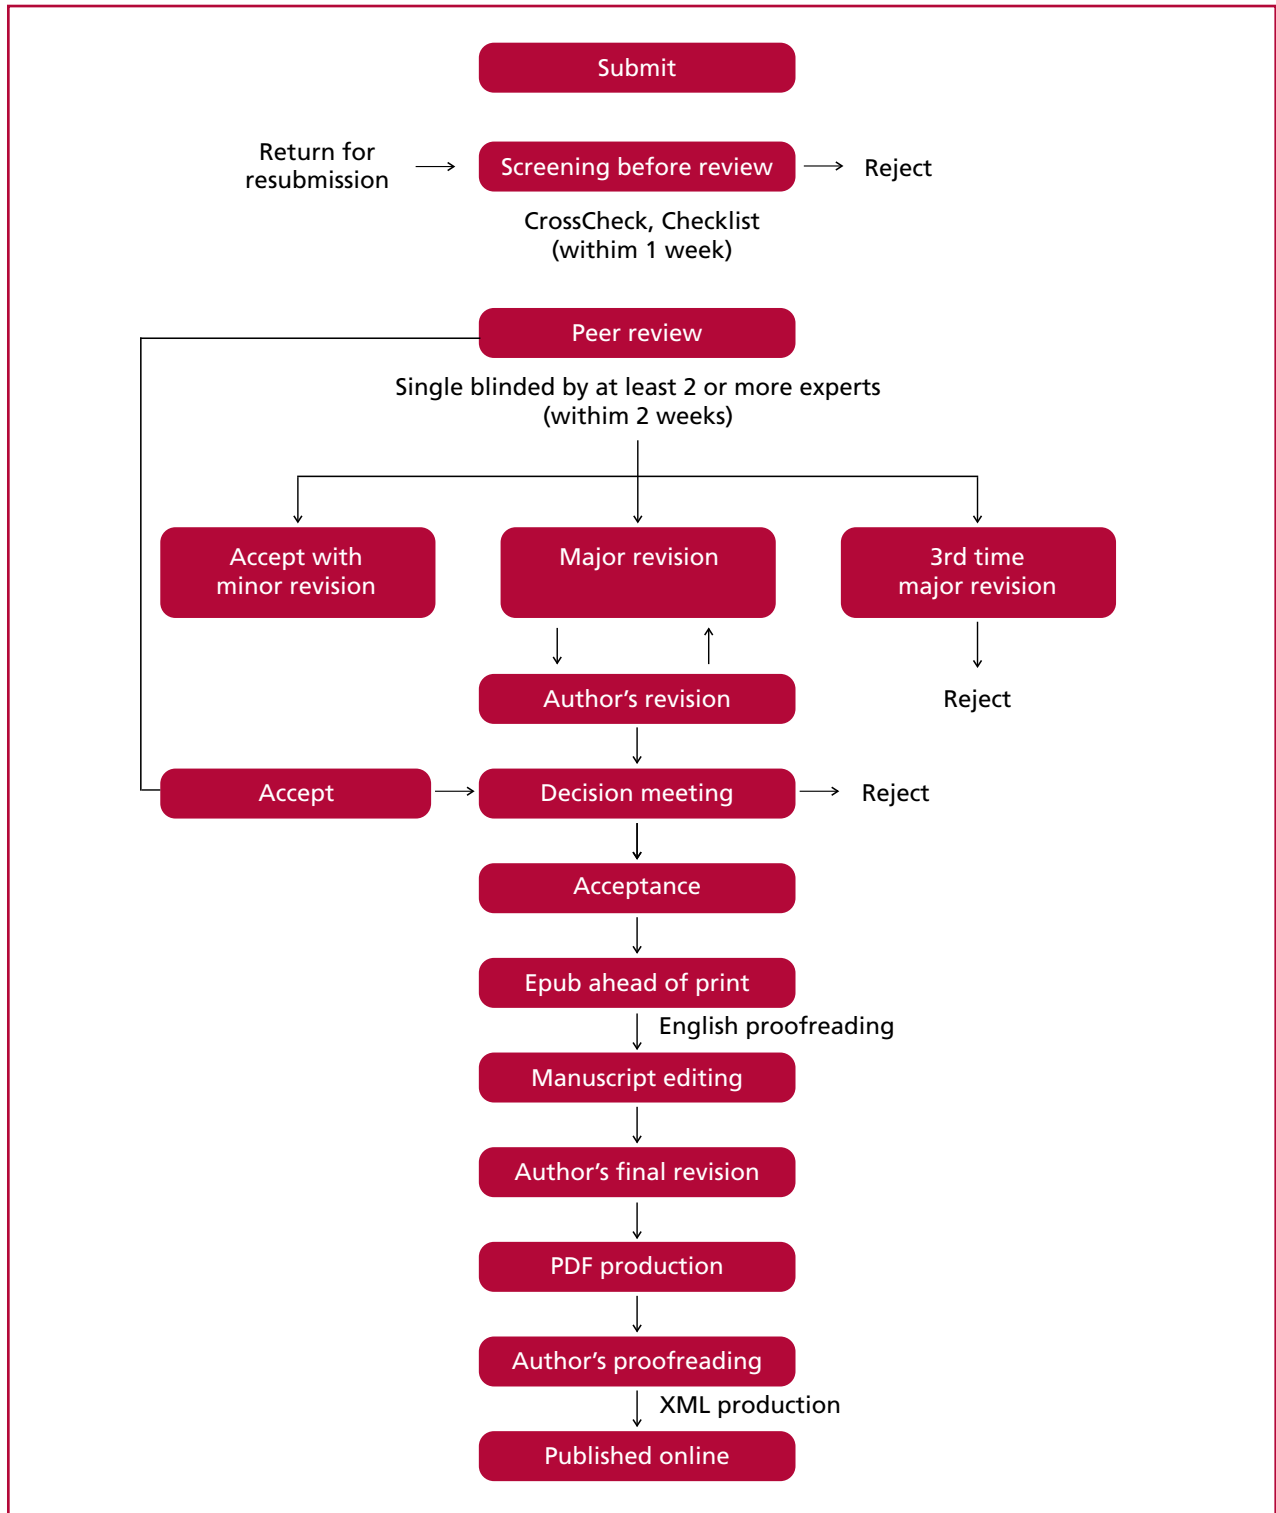 Submit
Return for
resubmission
Screening before review
Reject
CrossCheck, Checklist
(withim 1 week)
Peer review
Single blinded by at least 2 or more experts
(withim 2 weeks)
Accept with
minor revision
Major revision
3rd time
major revision
Author’s revision
Reject
Accept
Decision meeting
Reject
Acceptance
Epub ahead of print
English proofreading
Manuscript editing
Author’s final revision
PDF production
Author’s proofreading
XML production
Published online